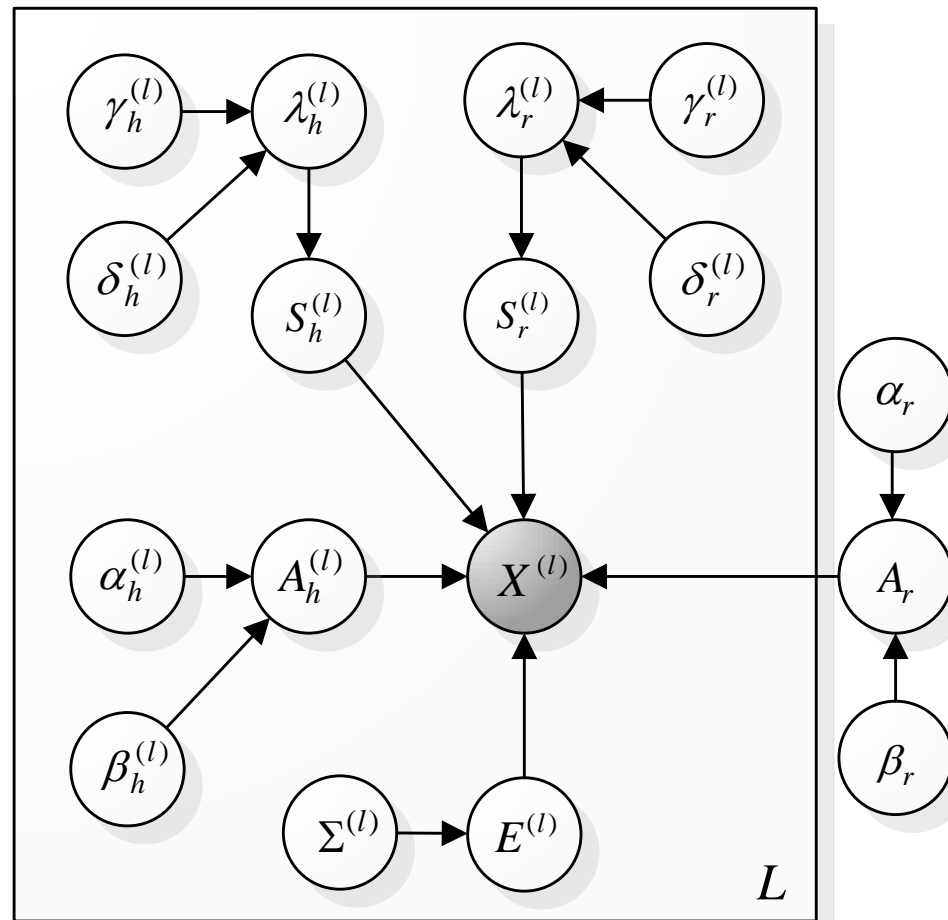 γ_h^{(l)} λ_h^{(l)} λ_r^{(l)} γ_r^{(l)}
δ_h^{(l)} S_h^{(l)} S_r^{(l)} δ_r^{(l)}
α_r
α_h^{(l)} A_h^{(l)} X^{(l)} A_r
β_h^{(l)} β_r
Σ^{(l)} E^{(l)}
L